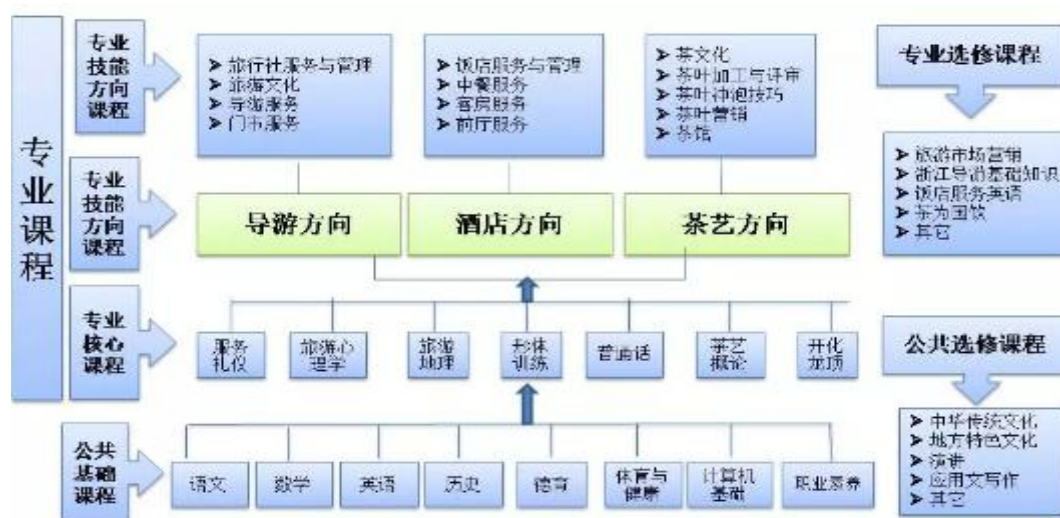 专业课程
专业
技能
方向
课程
旅行社服务与管理
旅游文化
导游服务
门市服务
饭店服务与管理
中餐服务
客房服务
前厅服务
茶文化
茶叶加工与评审
茶叶冲泡技巧
茶叶营销
茶馆
专业选修课程
旅游市场营销
浙江导游基础知识
饭店服务英语
茶为国饮
其它
专业
技能
方向
课程
导游方向
酒店方向
茶艺方向
专业
核心
课程
服务
礼仪
旅游心
理学
旅游
地理
形体
训练
普通话
茶艺
概论
开化
龙顶
公共选修课程
中华传统文化
地方特色文化
演讲
应用文写作
其它
公共
基础
课程
语文
数学
英语
历史
德育
体育与
健康
计算机
基础
职业素养